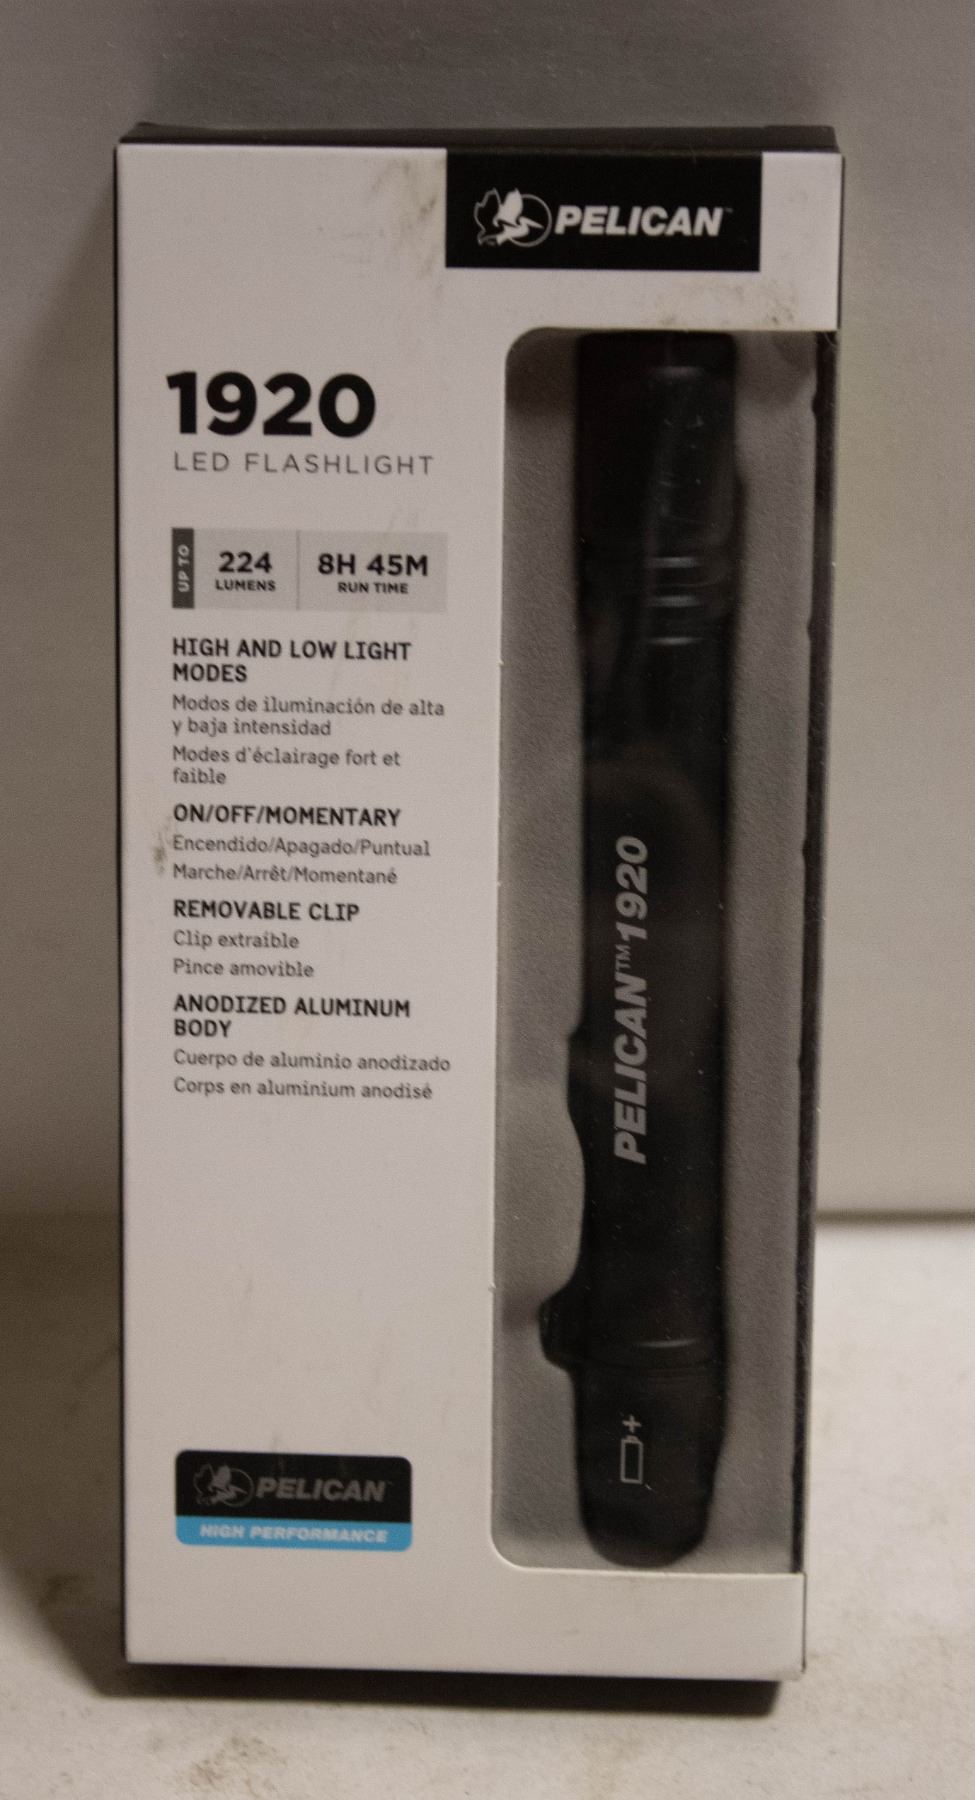 PELICAN™
1920
LED FLASHLIGHT
UP TO
224
LUMENS
8H 45M
RUN TIME
HIGH AND LOW LIGHT
MODES
Modos de iluminación de alta
y baja intensidad
Modes d'éclairage fort et
faible
ON/OFF/MOMENTARY
Encendido/Apagado/Puntual
Marche/Arrêt/Momentané
REMOVABLE CLIP
Clip extraíble
Pince amovible
ANODIZED ALUMINUM
BODY
Cuerpo de aluminio anodizado
Corps en aluminium anodisé
PELICAN™1920
+
PELICAN™
HIGH PERFORMANCE